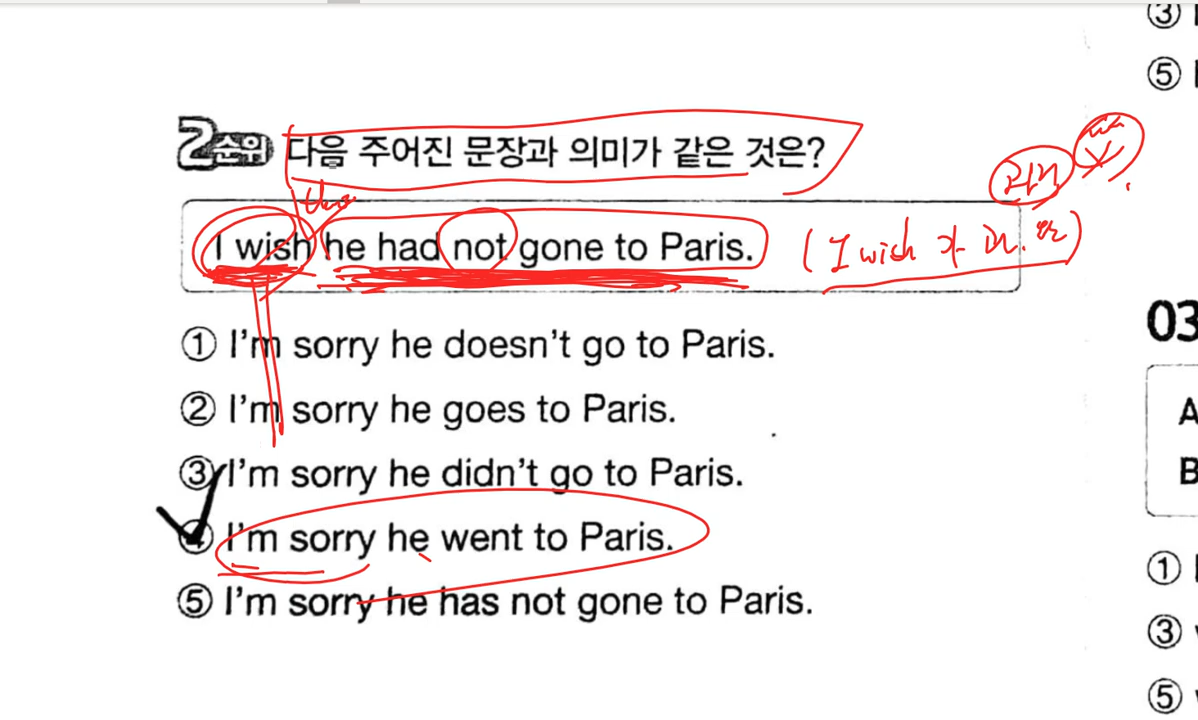 2순위 다음 주어진 문장과 의미가 같은 것은?
I wish he had not gone to Paris.
(I wish 가
① I'm sorry he doesn't go to Paris.
② I'm sorry he goes to Paris.
③ I'm sorry he didn't go to Paris.
④ I'm sorry he went to Paris.
⑤ I'm sorry he has not gone to Paris.
③
⑤
03
A
B
①
③
⑤